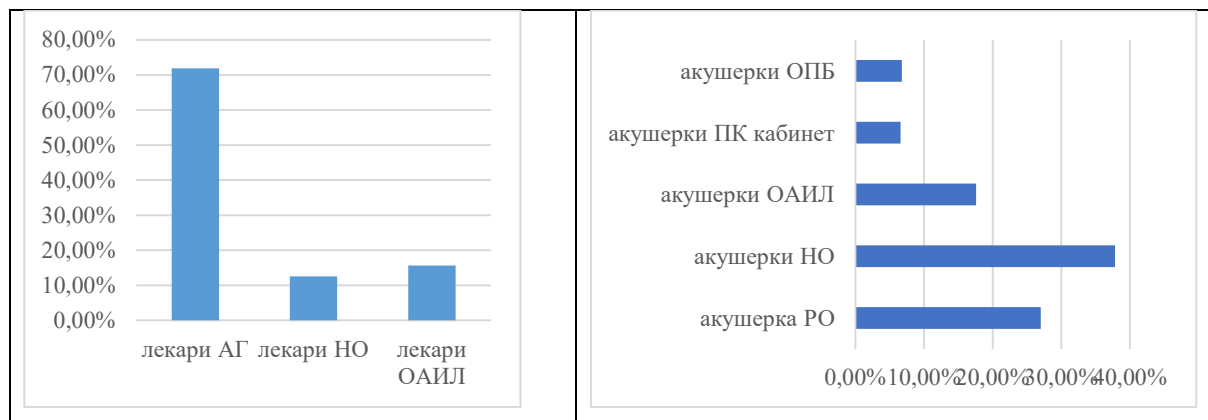 80,00%
70,00%
60,00%
50,00%
40,00%
30,00%
20,00%
10,00%
0,00%
лекари АГ лекари НО лекари
ОАИЛ
акушерки ОПБ
акушерки ПК кабинет
акушерки ОАИЛ
акушерки НО
акушерка РО
0,00%10,00%20,00%30,00%40,00%